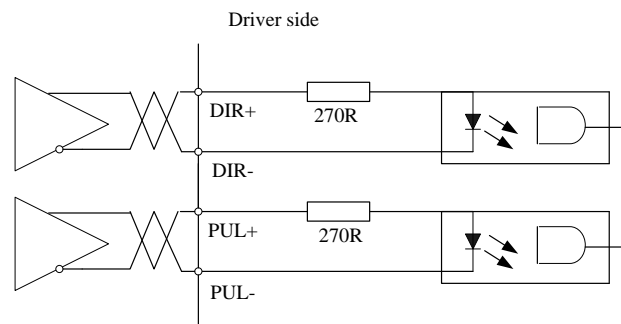 Driver side
DIR+
270R
DIR-
PUL+
270R
PUL-